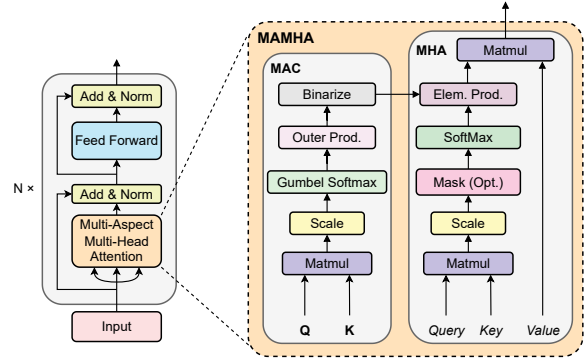 Add & Norm
Feed Forward
N ×
Add & Norm
Multi-Aspect
Multi-Head
Attention
Input
MAMHA
MAC
Binarize
Outer Prod.
Gumbel Softmax
Scale
Matmul
Q
K
MHA
Matmul
Elem. Prod.
SoftMax
Mask (Opt.)
Scale
Matmul
Query
Key
Value